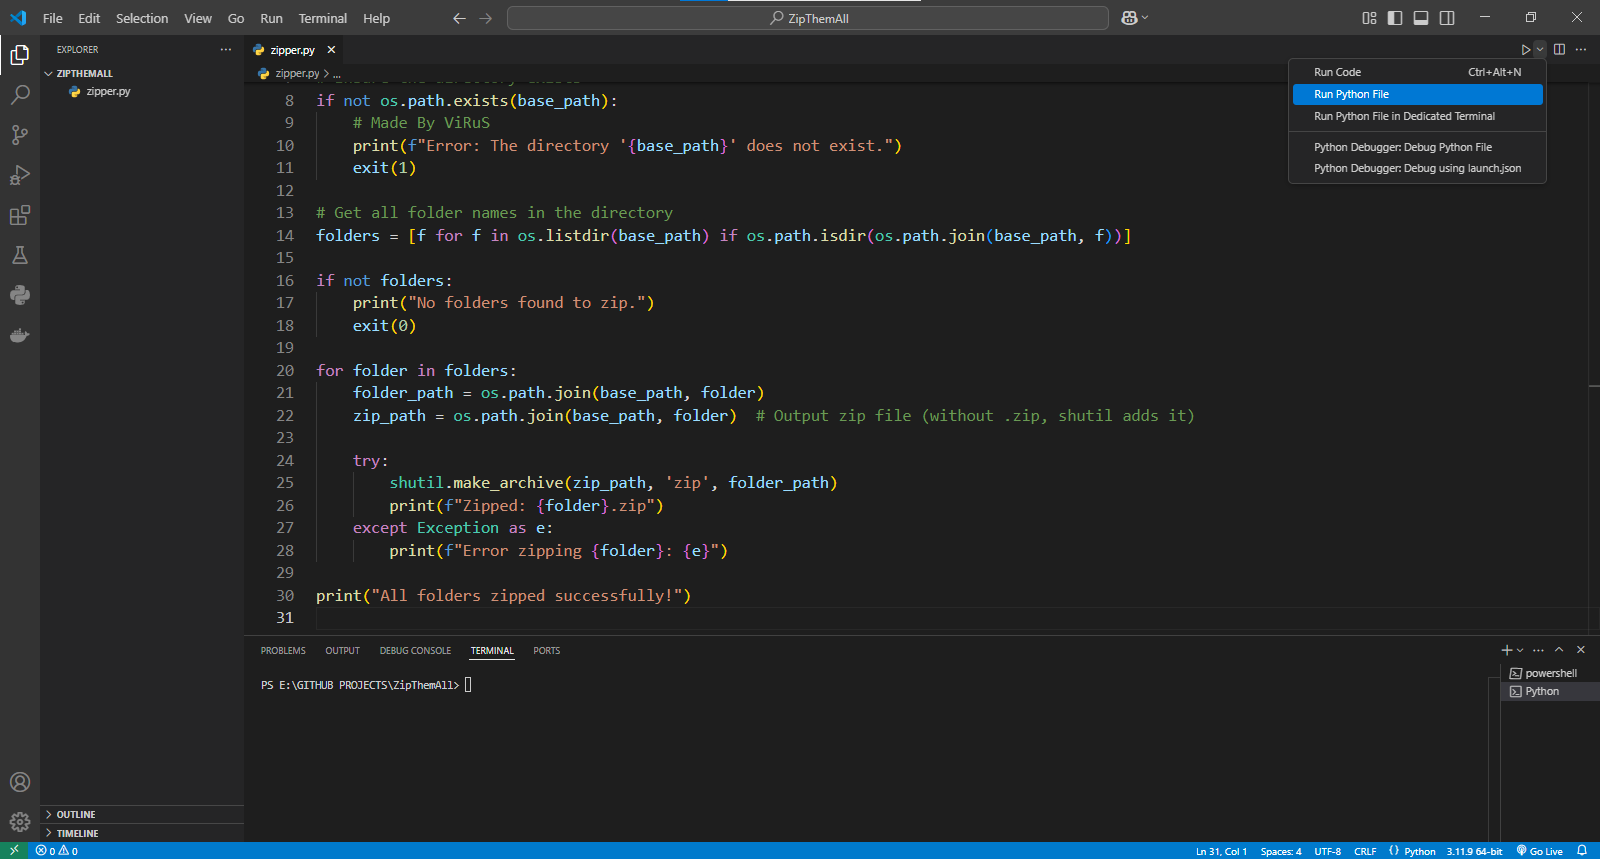 File Edit Selection View Go Run Terminal Help
ZipThemAll
EXPLORER
ZIPTHEMALL
zipper.py
zipper.py
zipper.py > ...
8 if not os.path.exists(base_path):
9 # Made By ViRuS
10 print(f"Error: The directory '{base_path}' does not exist.")
11 exit(1)
12
13 # Get all folder names in the directory
14 folders = [f for f in os.listdir(base_path) if os.path.isdir(os.path.join(base_path, f))]
15
16 if not folders:
17 print("No folders found to zip.")
18 exit(0)
19
20 for folder in folders:
21 folder_path = os.path.join(base_path, folder)
22 zip_path = os.path.join(base_path, folder)  # Output zip file (without .zip, shutil adds it)
23
24 try:
25 shutil.make_archive(zip_path, 'zip', folder_path)
26 print(f"Zipped: {folder}.zip")
27 except Exception as e:
28 print(f"Error zipping {folder}: {e}")
29
30 print("All folders zipped successfully!")
31
Run Code Ctrl+Alt+N
Run Python File
Run Python File in Dedicated Terminal
Python Debugger: Debug Python File
Python Debugger: Debug using launch.json
PROBLEMS OUTPUT DEBUG CONSOLE TERMINAL PORTS
PS E:\GITHUB PROJECTS\ZipThemAll>
powershell
Python
OUTLINE
TIMELINE
0 0
Ln 31, Col 1 Spaces: 4 UTF-8 CRLF {} Python 3.11.9 64-bit Go Live